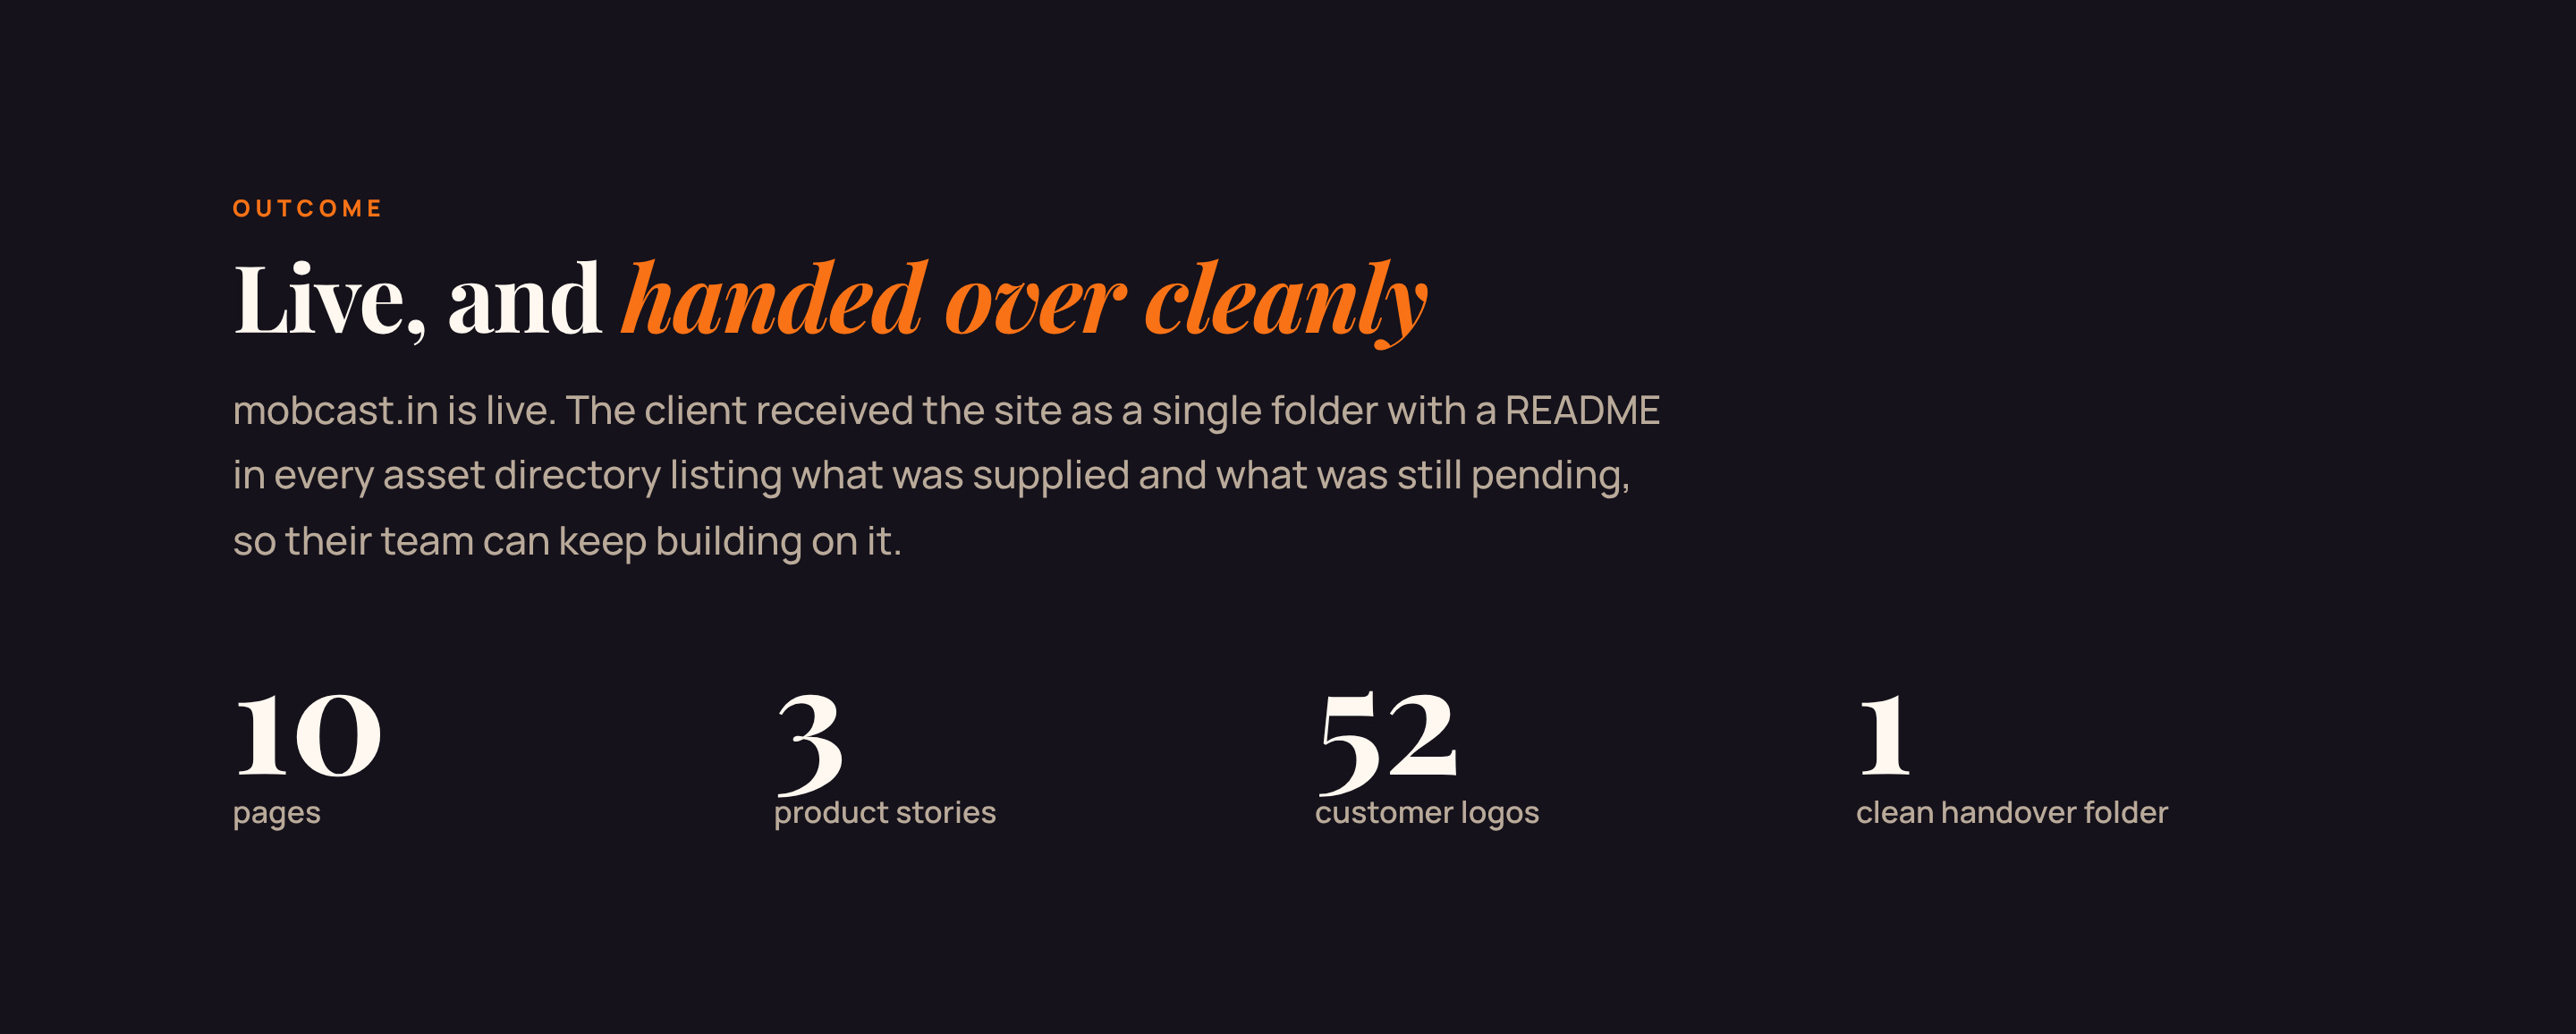 OUTCOME
Live, and handed over cleanly
mobcast.in is live. The client received the site as a single folder with a README
in every asset directory listing what was supplied and what was still pending,
so their team can keep building on it.
10
pages
3
product stories
52
customer logos
1
clean handover folder